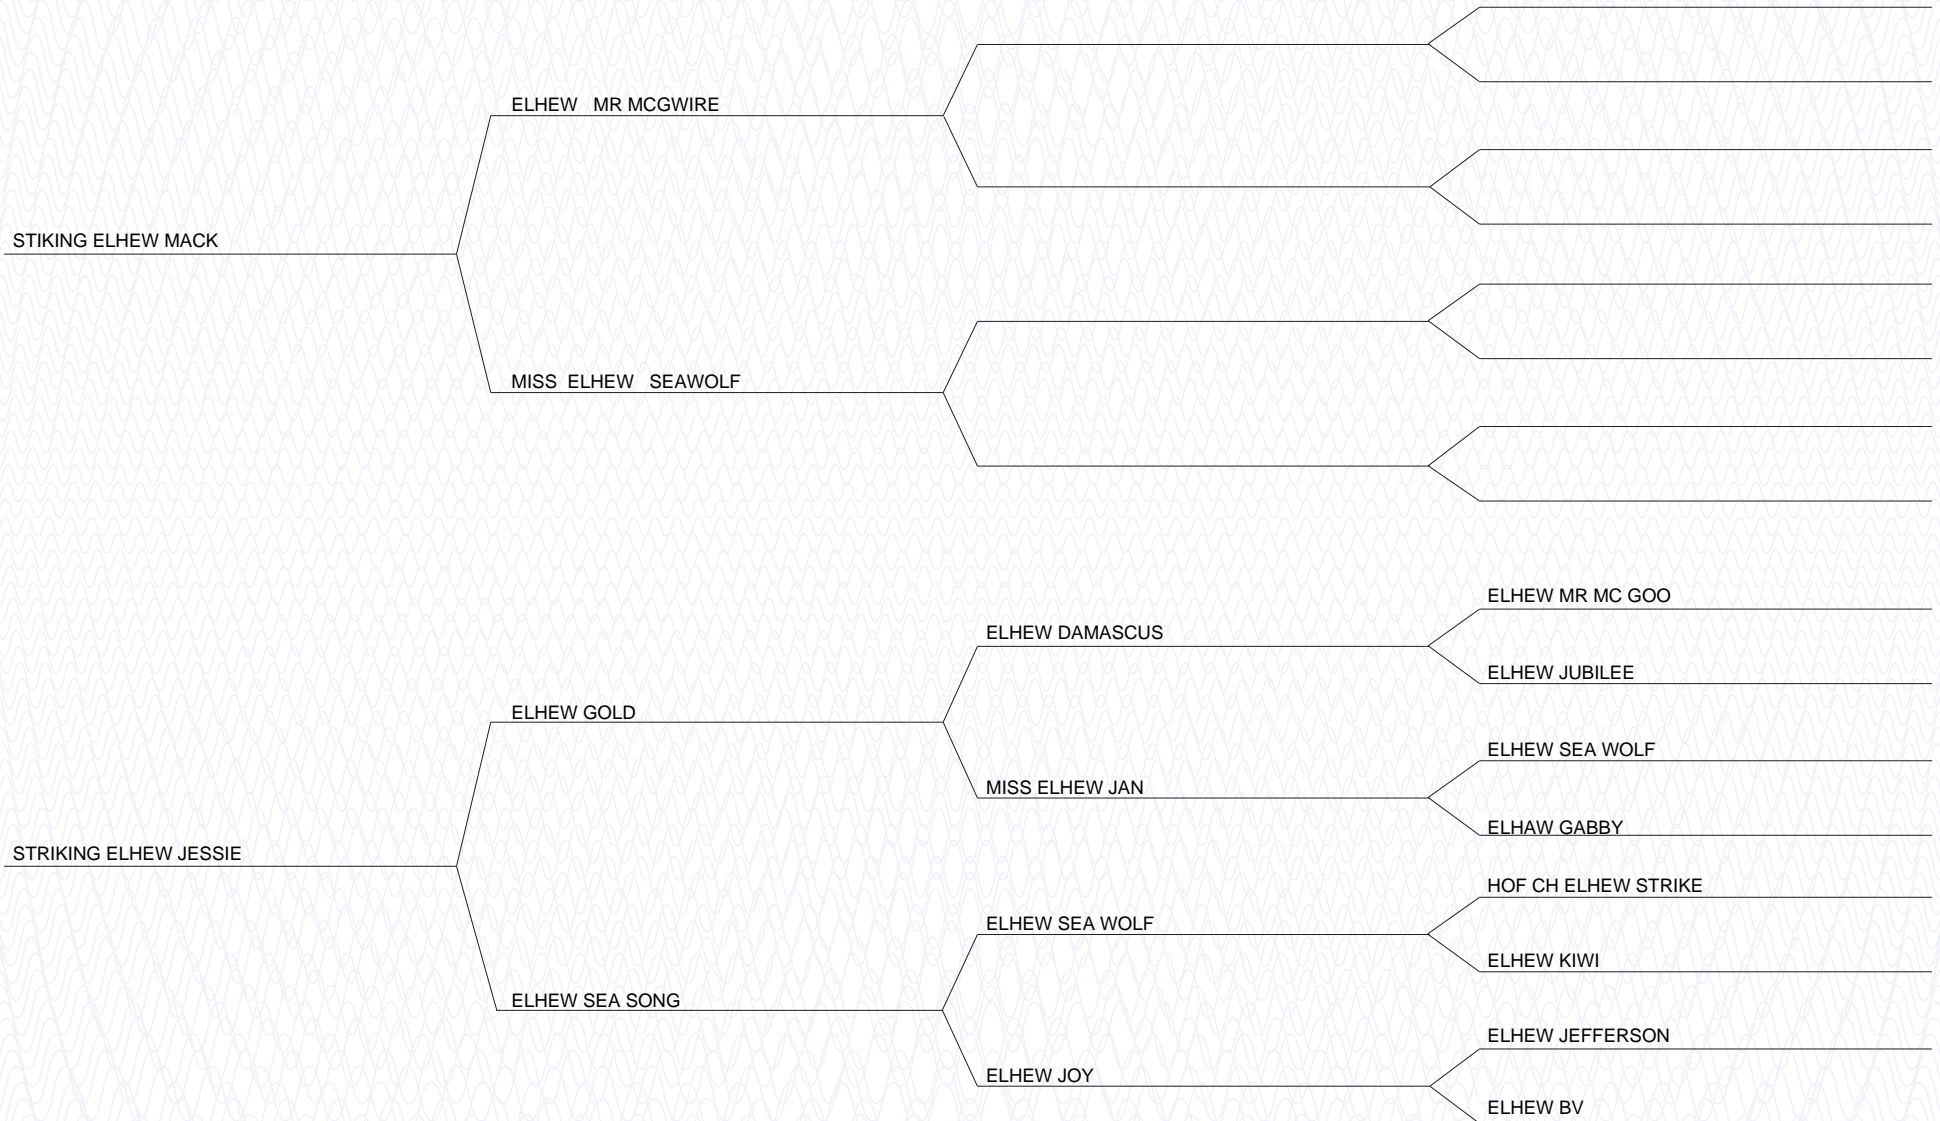 ELHEW MR MCGWIRE
STIKING ELHEW MACK
MISS ELHEW SEAWOLF
ELHEW MR MC GOO
ELHEW DAMASCUS
ELHEW JUBILEE
ELHEW GOLD
ELHEW SEA WOLF
MISS ELHEW JAN
ELHAW GABBY
STRIKING ELHEW JESSIE
HOF CH ELHEW STRIKE
ELHEW SEA WOLF
ELHEW KIWI
ELHEW SEA SONG
ELHEW JEFFERSON
ELHEW JOY
ELHEW BV